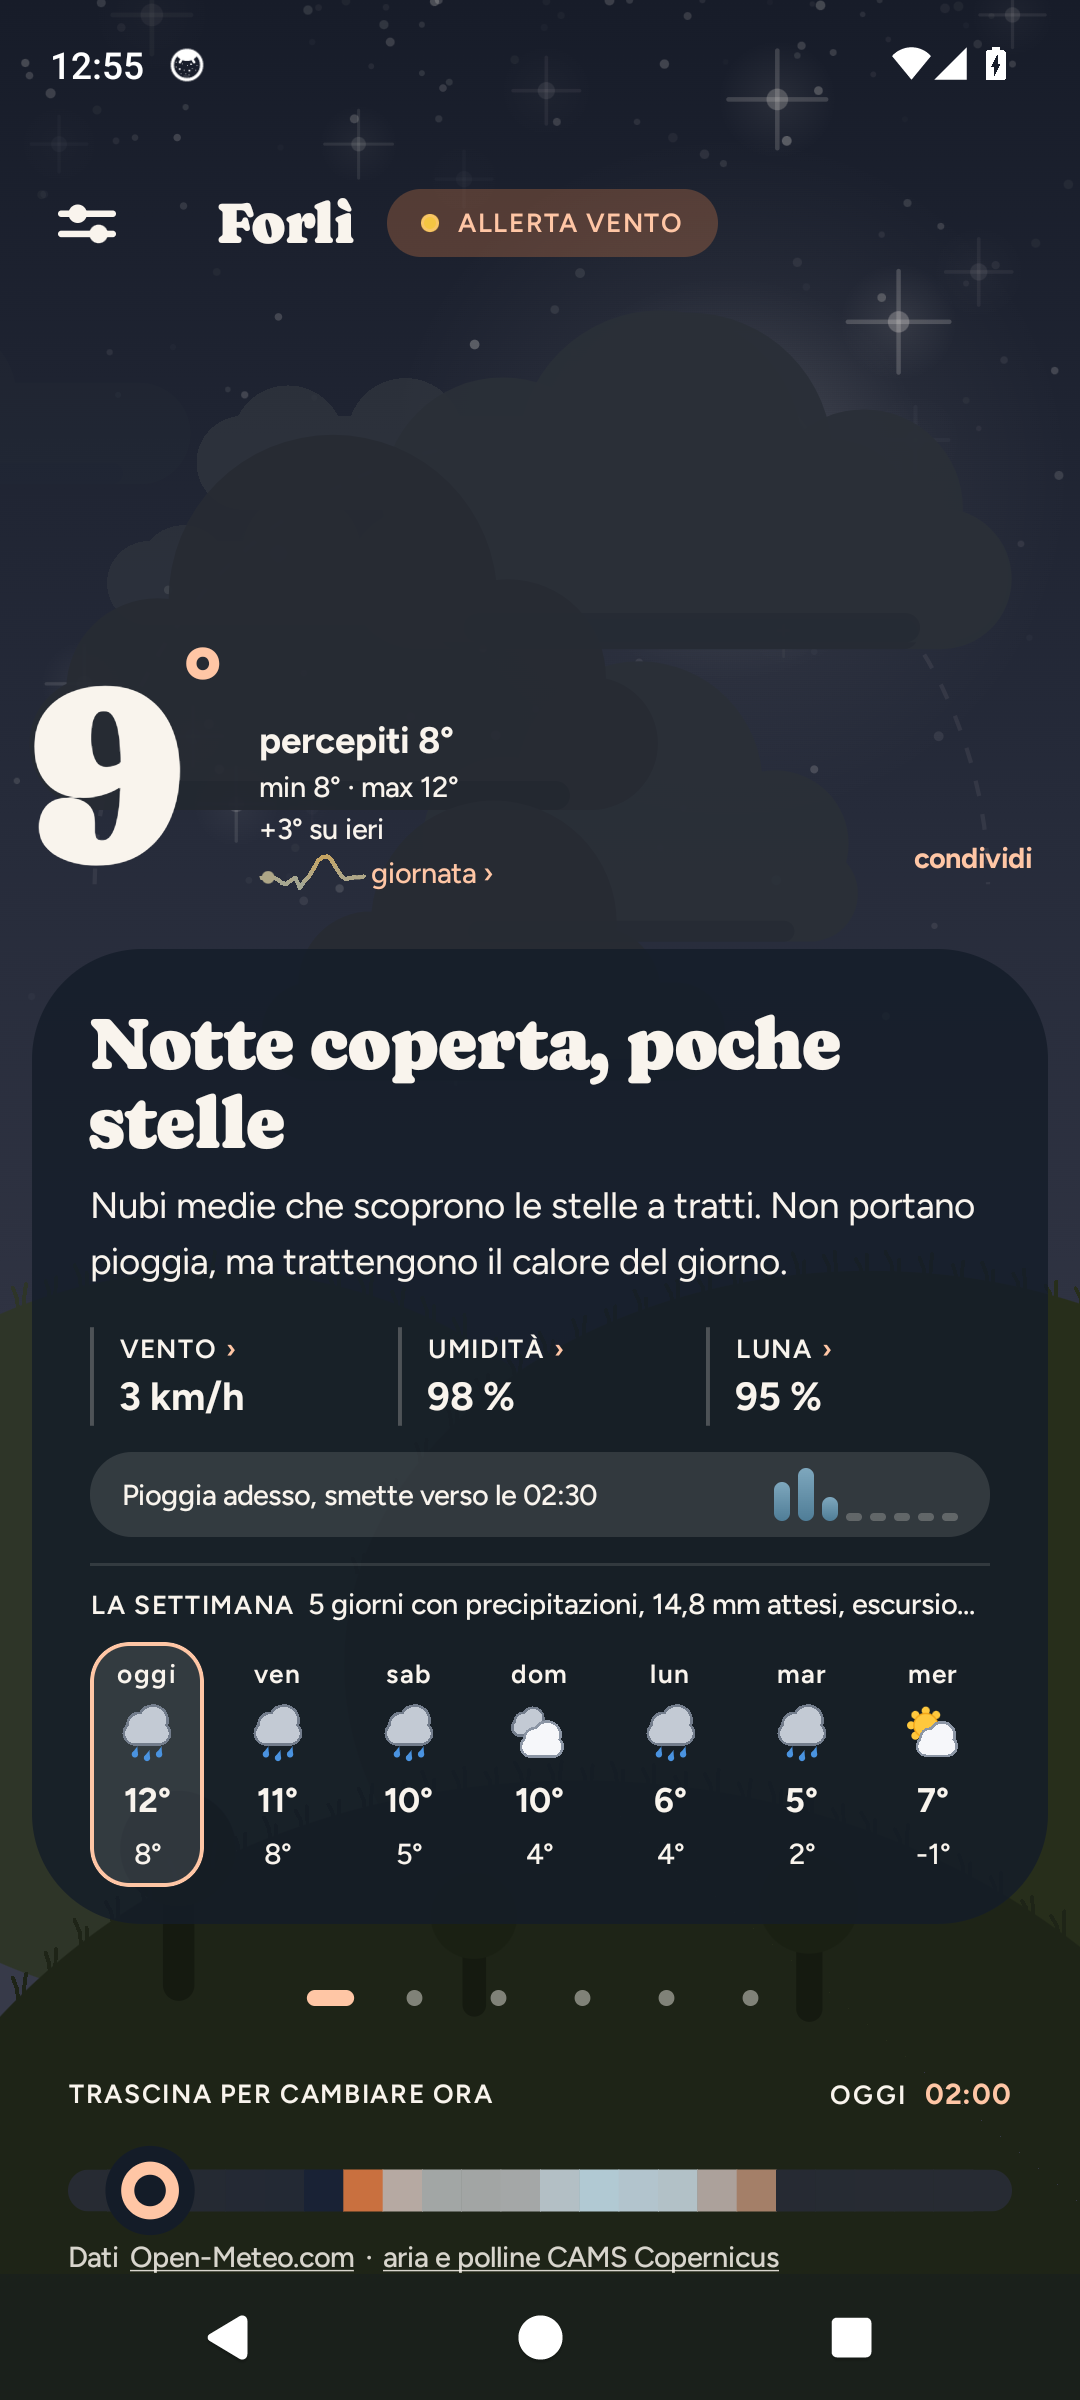 12:55
Forlì
ALLERTA VENTO
9°
percepiti 8°
min 8° · max 12°
+3° su ieri
giornata ›
condividi
Notte coperta, poche
stelle
Nubi medie che scoprono le stelle a tratti. Non portano
pioggia, ma trattengono il calore del giorno.
VENTO › UMIDITÀ › LUNA ›
3 km/h 98 % 95 %
Pioggia adesso, smette verso le 02:30
LA SETTIMANA 5 giorni con precipitazioni, 14,8 mm attesi, escursio...
oggi ven sab dom lun mar mer
12° 11° 10° 10° 6° 5° 7°
8° 8° 5° 4° 4° 2° -1°
TRASCINA PER CAMBIARE ORA OGGI 02:00
Dati Open-Meteo.com · aria e polline CAMS Copernicus